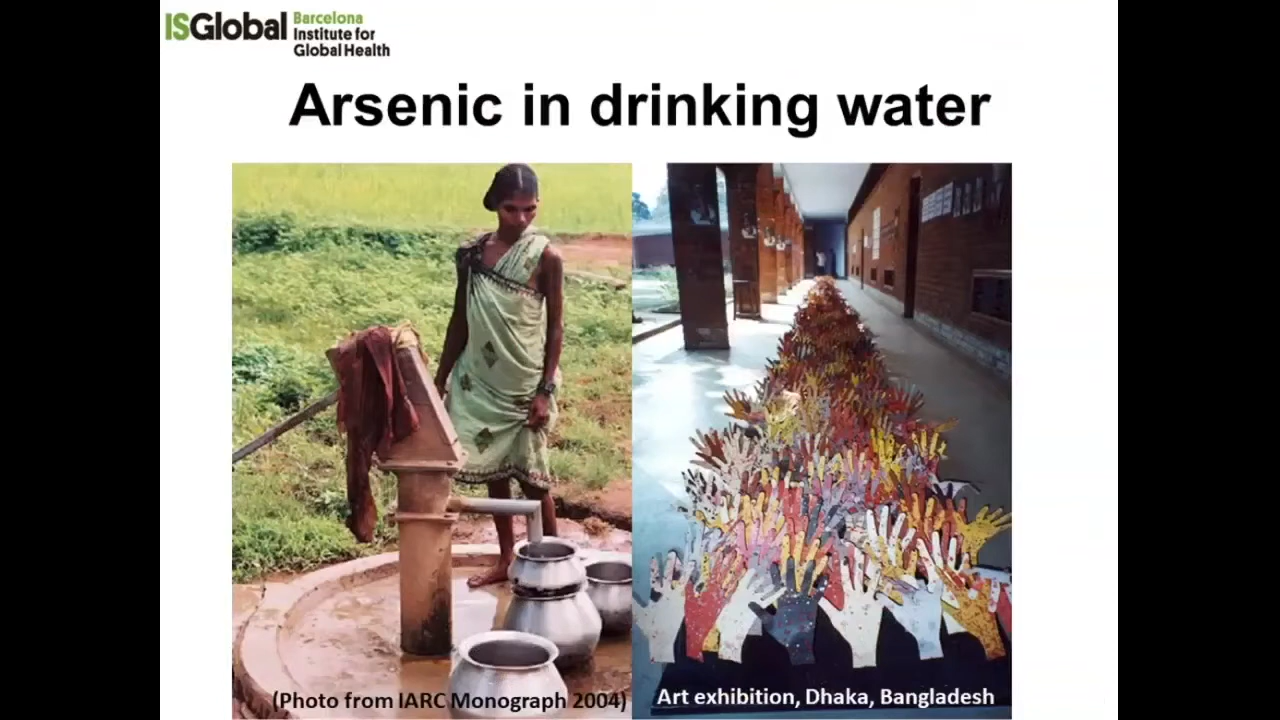 ISGlobal Barcelona
Institute for
Global Health
Arsenic in drinking water
(Photo from IARC Monograph 2004)
Art exhibition, Dhaka, Bangladesh